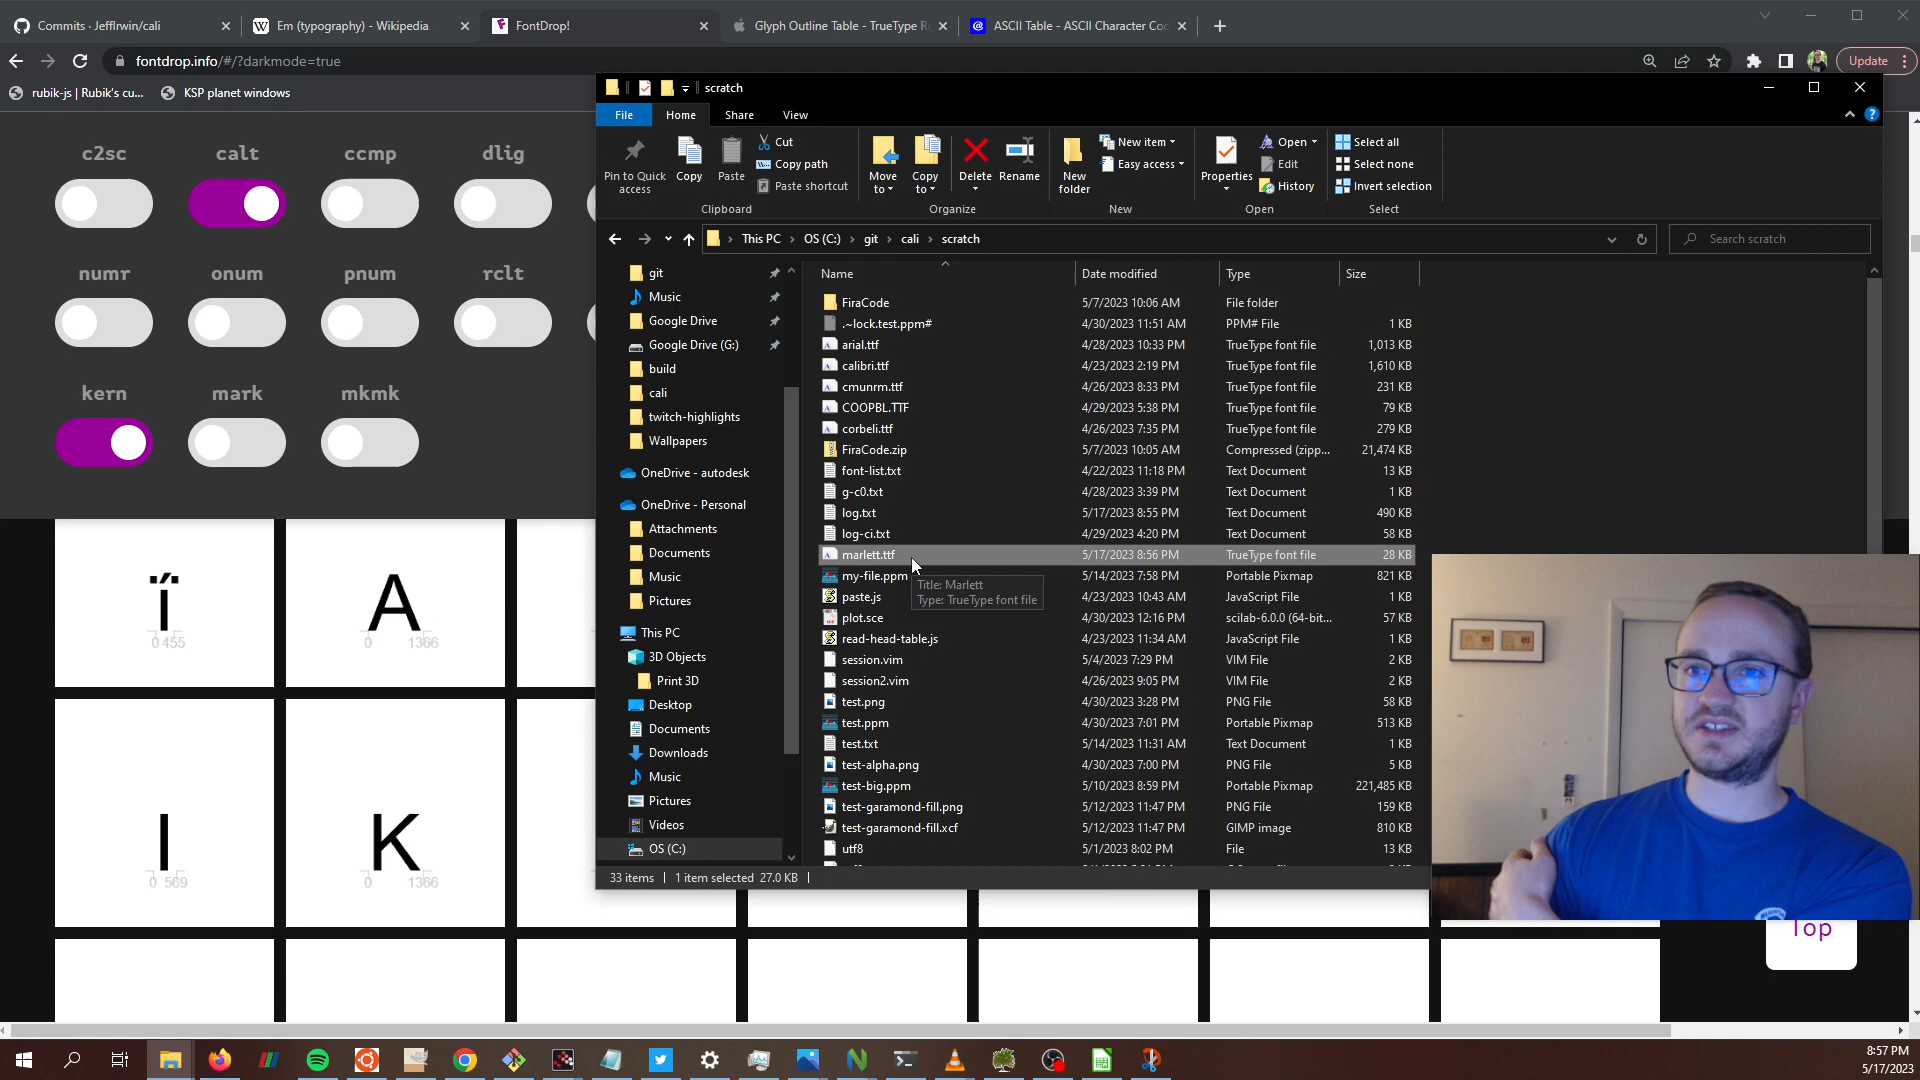 Commits · JeffIrwin/cali
Em (typography) - Wikipedia
FontDrop!
Glyph Outline Table - TrueType R
ASCII Table - ASCII Character Coo
fontdrop.info/#/?darkmode=true
Update
rubik-js | Rubik's cu...
KSP planet windows
c2sc
calt
ccmp
dlig
numr
onum
pnum
rclt
kern
mark
mkmk
0 455
A
0 1366
I
0 569
K
0 1366
Top
scratch
File
Home
Share
View
Pin to Quick access
Copy
Paste
Cut
Copy path
Paste shortcut
Clipboard
Move to
Copy to
Delete
Rename
Organize
New folder
New item
Easy access
New
Properties
Open
Edit
History
Open
Select all
Select none
Invert selection
Select
This PC
OS (C:)
git
cali
scratch
Search scratch
git
Music
Google Drive
Google Drive (G:)
build
cali
twitch-highlights
Wallpapers
OneDrive - autodesk
OneDrive - Personal
Attachments
Documents
Music
Pictures
This PC
3D Objects
Print 3D
Desktop
Documents
Downloads
Music
Pictures
Videos
OS (C:)
Name Date modified Type Size
FiraCode 5/7/2023 10:06 AM File folder
.~lock.test.ppm# 4/30/2023 11:51 AM PPM# File 1 KB
arial.ttf 4/28/2023 10:33 PM TrueType font file 1,013 KB
calibri.ttf 4/23/2023 2:19 PM TrueType font file 1,610 KB
cmunrm.ttf 4/26/2023 8:33 PM TrueType font file 231 KB
COOPBL.TTF 4/29/2023 5:38 PM TrueType font file 79 KB
corbeli.ttf 4/26/2023 7:35 PM TrueType font file 279 KB
FiraCode.zip 5/7/2023 10:05 AM Compressed (zipp... 21,474 KB
font-list.txt 4/22/2023 11:18 PM Text Document 13 KB
g-c0.txt 4/28/2023 3:39 PM Text Document 1 KB
log.txt 5/17/2023 8:55 PM Text Document 490 KB
log-ci.txt 4/29/2023 4:20 PM Text Document 58 KB
marlett.ttf 5/17/2023 8:56 PM TrueType font file 28 KB
my-file.ppm 5/14/2023 7:58 PM Portable Pixmap 821 KB
paste.js 4/23/2023 10:43 AM JavaScript File 1 KB
plot.sce 4/30/2023 12:16 PM scilab-6.0.0 (64-bit... 57 KB
read-head-table.js 4/23/2023 11:34 AM JavaScript File 1 KB
session.vim 5/4/2023 7:29 PM VIM File 2 KB
session2.vim 4/26/2023 9:05 PM VIM File 2 KB
test.png 4/30/2023 3:28 PM PNG File 58 KB
test.ppm 4/30/2023 7:01 PM Portable Pixmap 513 KB
test.txt 5/14/2023 11:31 AM Text Document 1 KB
test-alpha.png 4/30/2023 7:00 PM PNG File 5 KB
test-big.ppm 5/10/2023 8:59 PM Portable Pixmap 221,485 KB
test-garamond-fill.png 5/12/2023 11:47 PM PNG File 159 KB
test-garamond-fill.xcf 5/12/2023 11:47 PM GIMP image 810 KB
utf8 5/1/2023 8:02 PM File 13 KB
Title: Marlett
Type: TrueType font file
33 items
1 item selected 27.0 KB
8:57 PM
5/17/2023